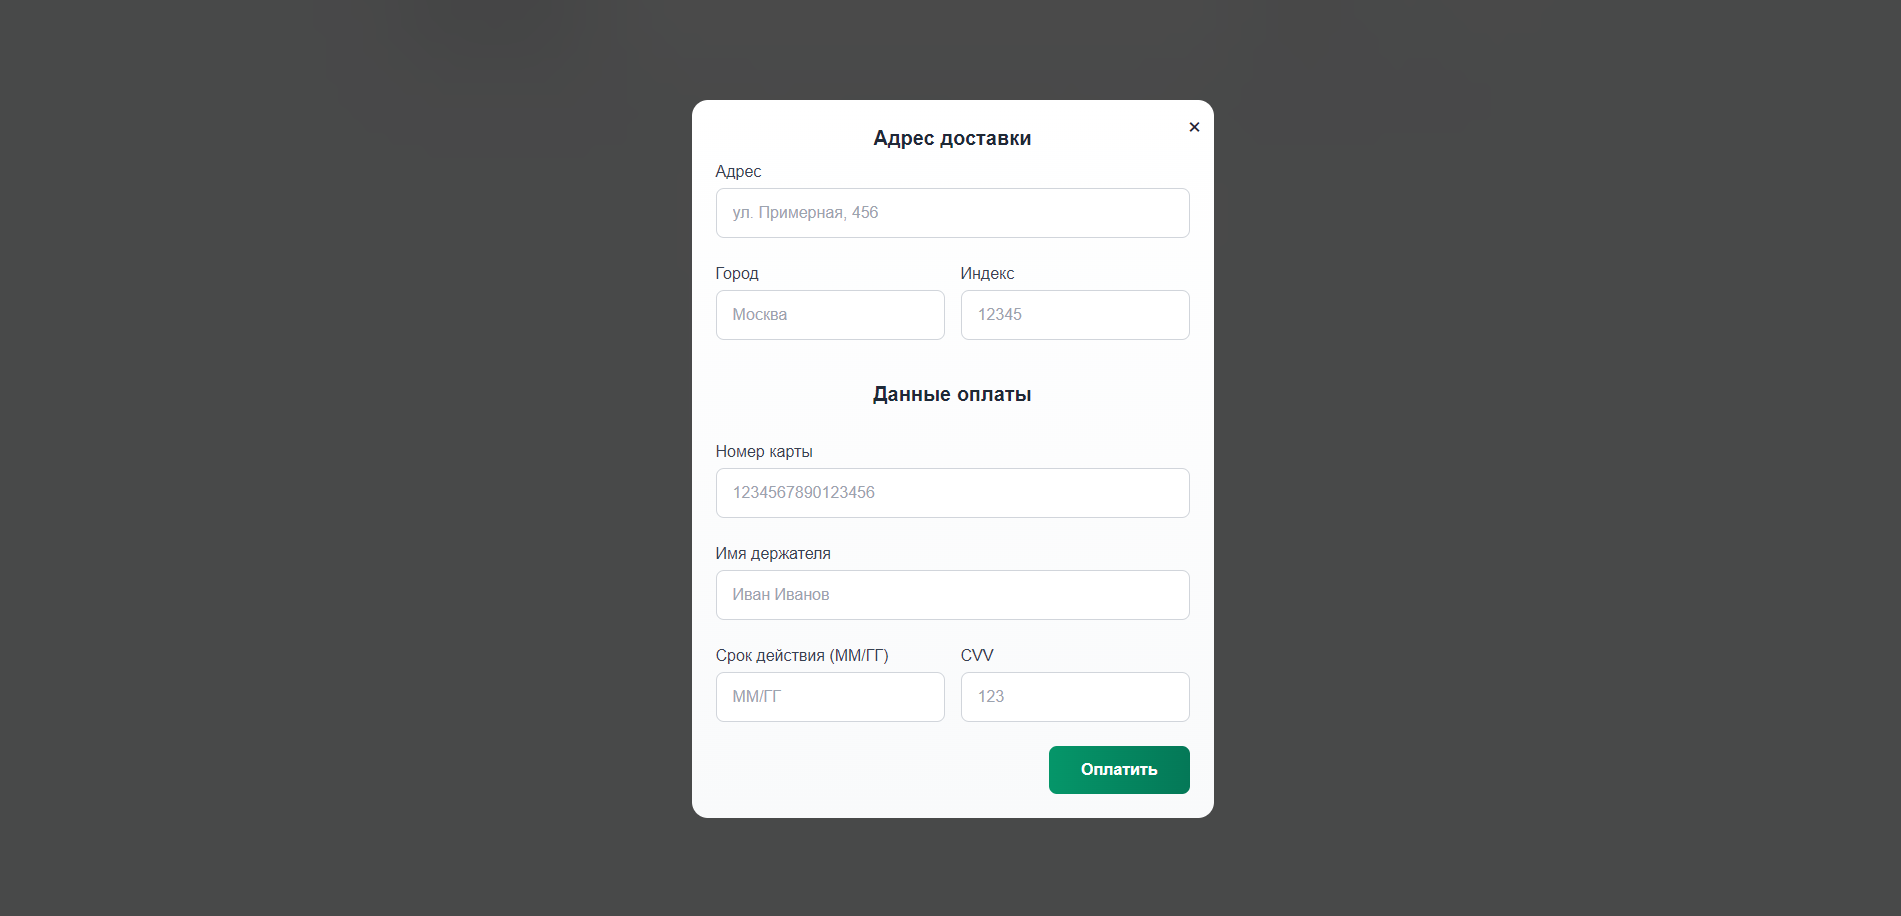 Адрес доставки
×
Адрес
ул. Примерная, 456
Город
Индекс
Москва
12345
Данные оплаты
Номер карты
1234567890123456
Имя держателя
Иван Иванов
Срок действия (ММ/ГГ)
CVV
ММ/ГГ
123
Оплатить